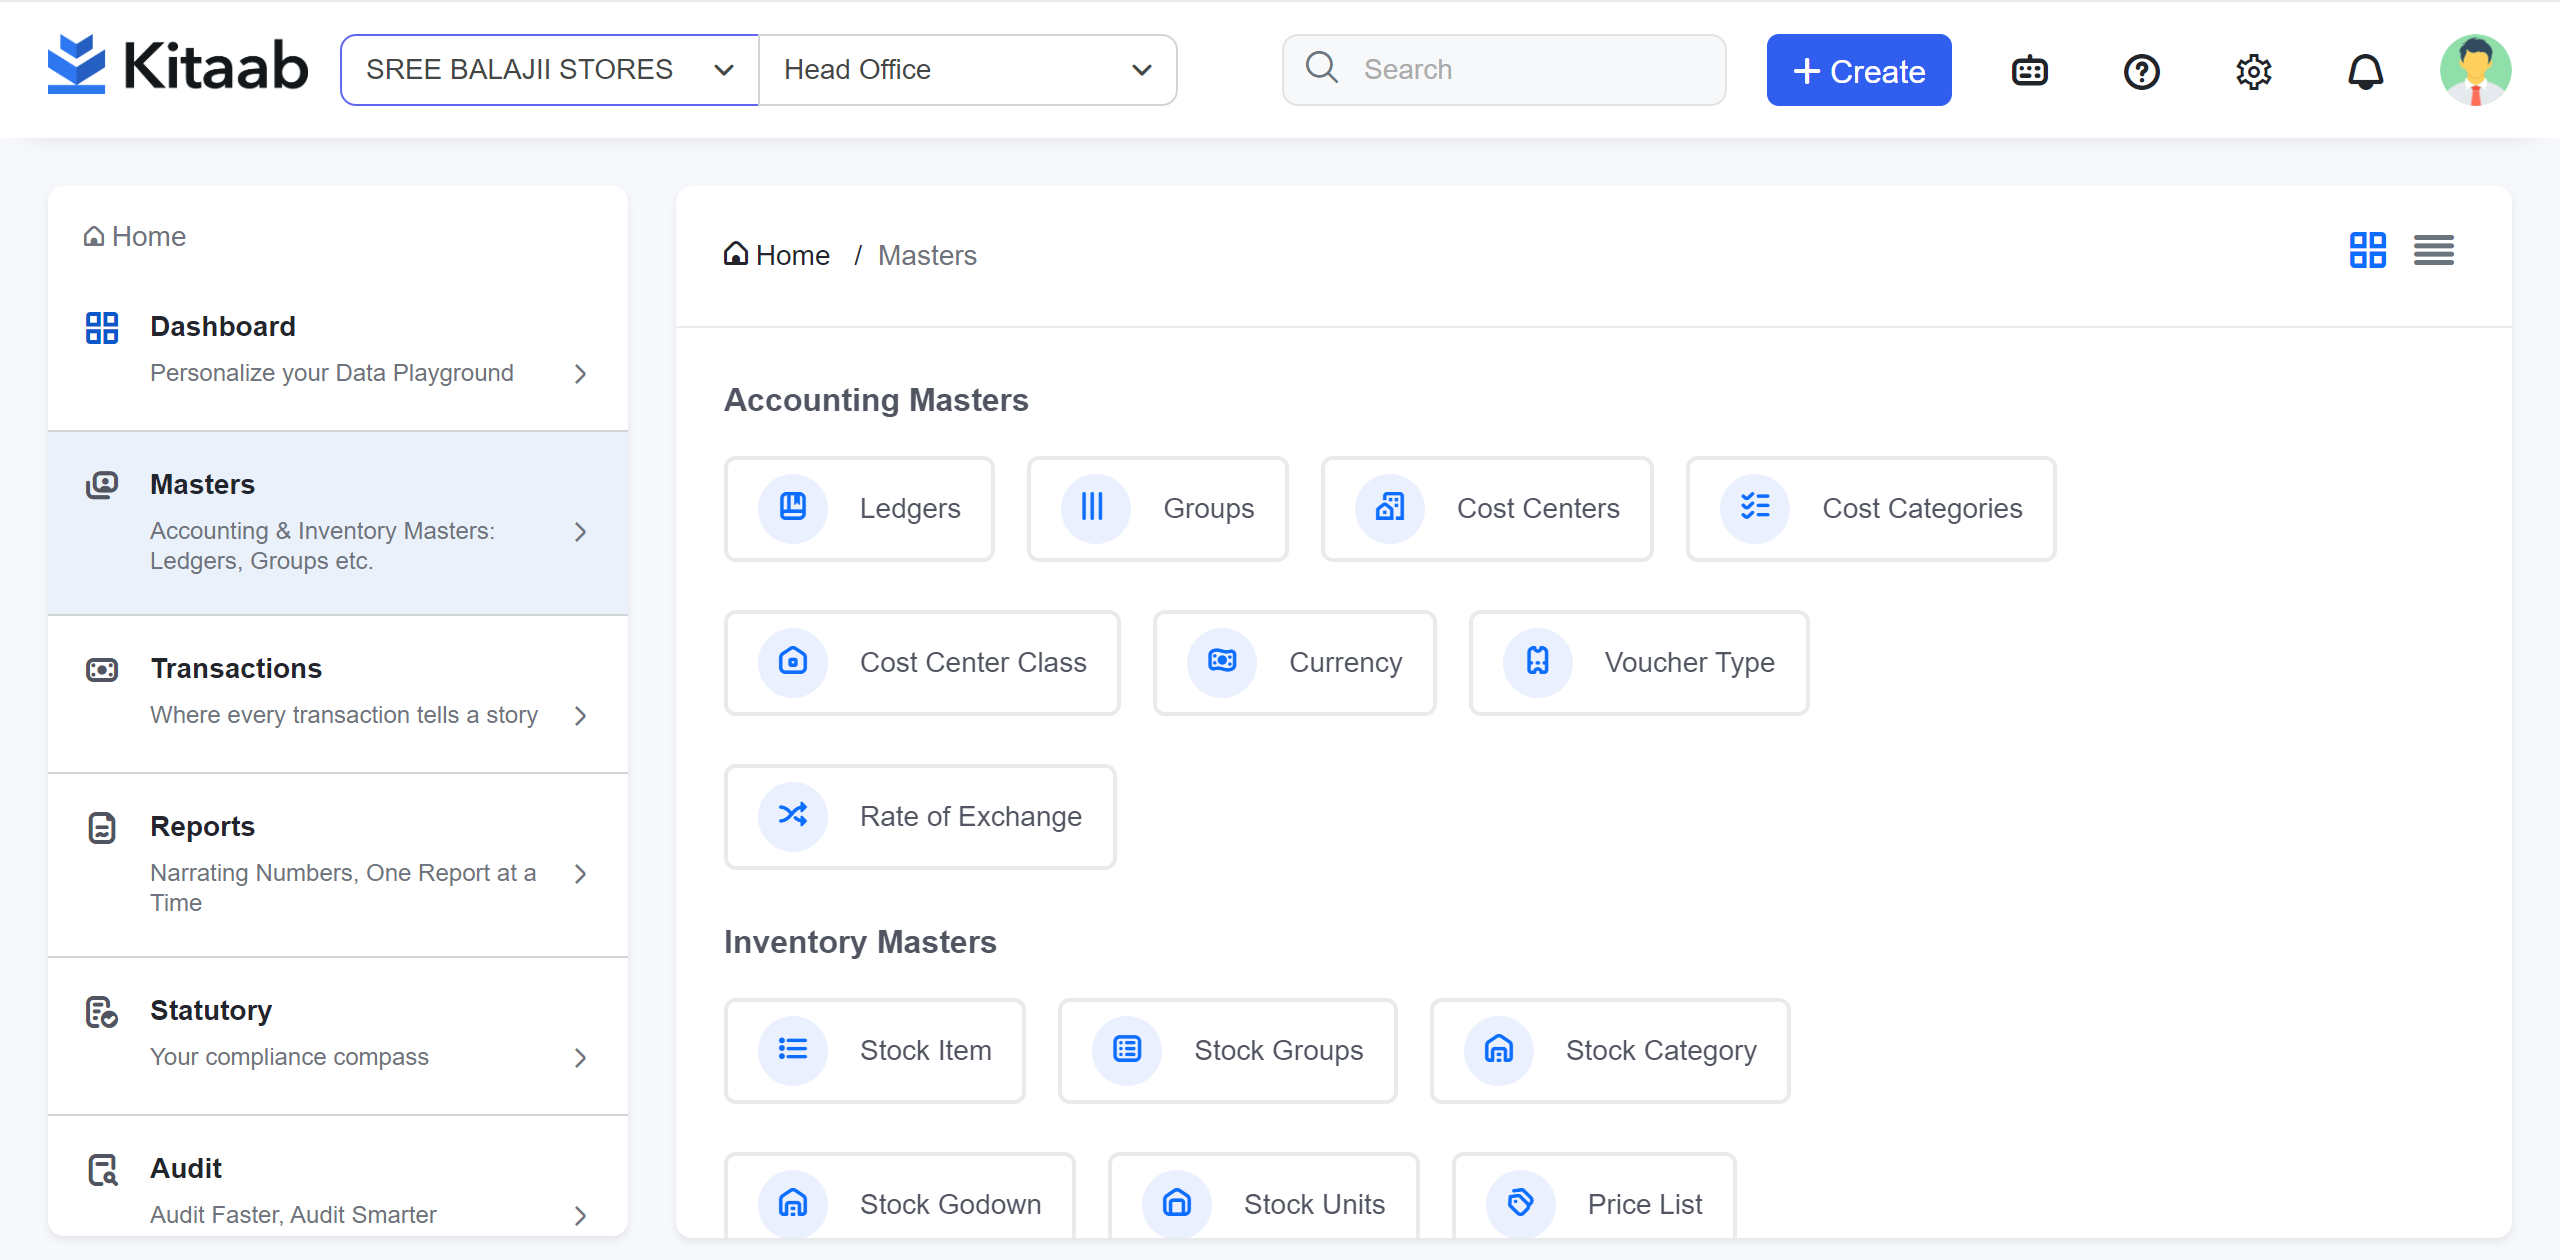 Kitaab
SREE BALAJII STORES
Head Office
Search
+ Create
Home
Dashboard
Personalize your Data Playground
Masters
Accounting & Inventory Masters:
Ledgers, Groups etc.
Transactions
Where every transaction tells a story
Reports
Narrating Numbers, One Report at a
Time
Statutory
Your compliance compass
Audit
Audit Faster, Audit Smarter
Home / Masters
Accounting Masters
Ledgers
Groups
Cost Centers
Cost Categories
Cost Center Class
Currency
Voucher Type
Rate of Exchange
Inventory Masters
Stock Item
Stock Groups
Stock Category
Stock Godown
Stock Units
Price List